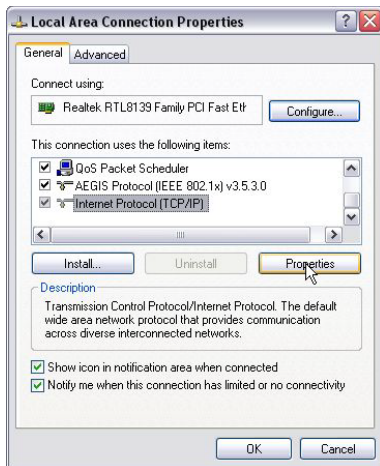 Local Area Connection Properties
General Advanced
Connect using:
Realtek RTL8139 Family PCI Fast Eth
Configure...
This connection uses the following items:
QoS Packet Scheduler
AEGIS Protocol (IEEE 802.1x) v3.5.3.0
Internet Protocol (TCP/IP)
Install... Uninstall Properties
Description
Transmission Control Protocol/Internet Protocol. The default
wide area network protocol that provides communication
across diverse interconnected networks.
Show icon in notification area when connected
Notify me when this connection has limited or no connectivity
OK Cancel